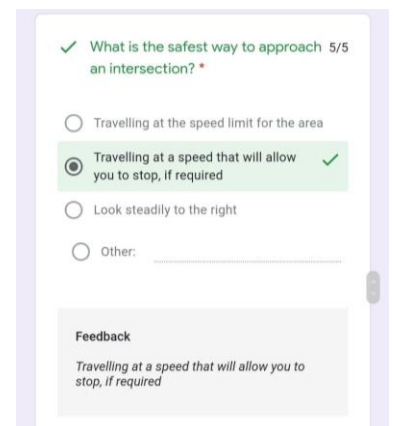 What is the safest way to approach 5/5
an intersection? *
Travelling at the speed limit for the area
Travelling at a speed that will allow
you to stop, if required
Look steadily to the right
Other:
Feedback
Travelling at a speed that will allow you to
stop, if required